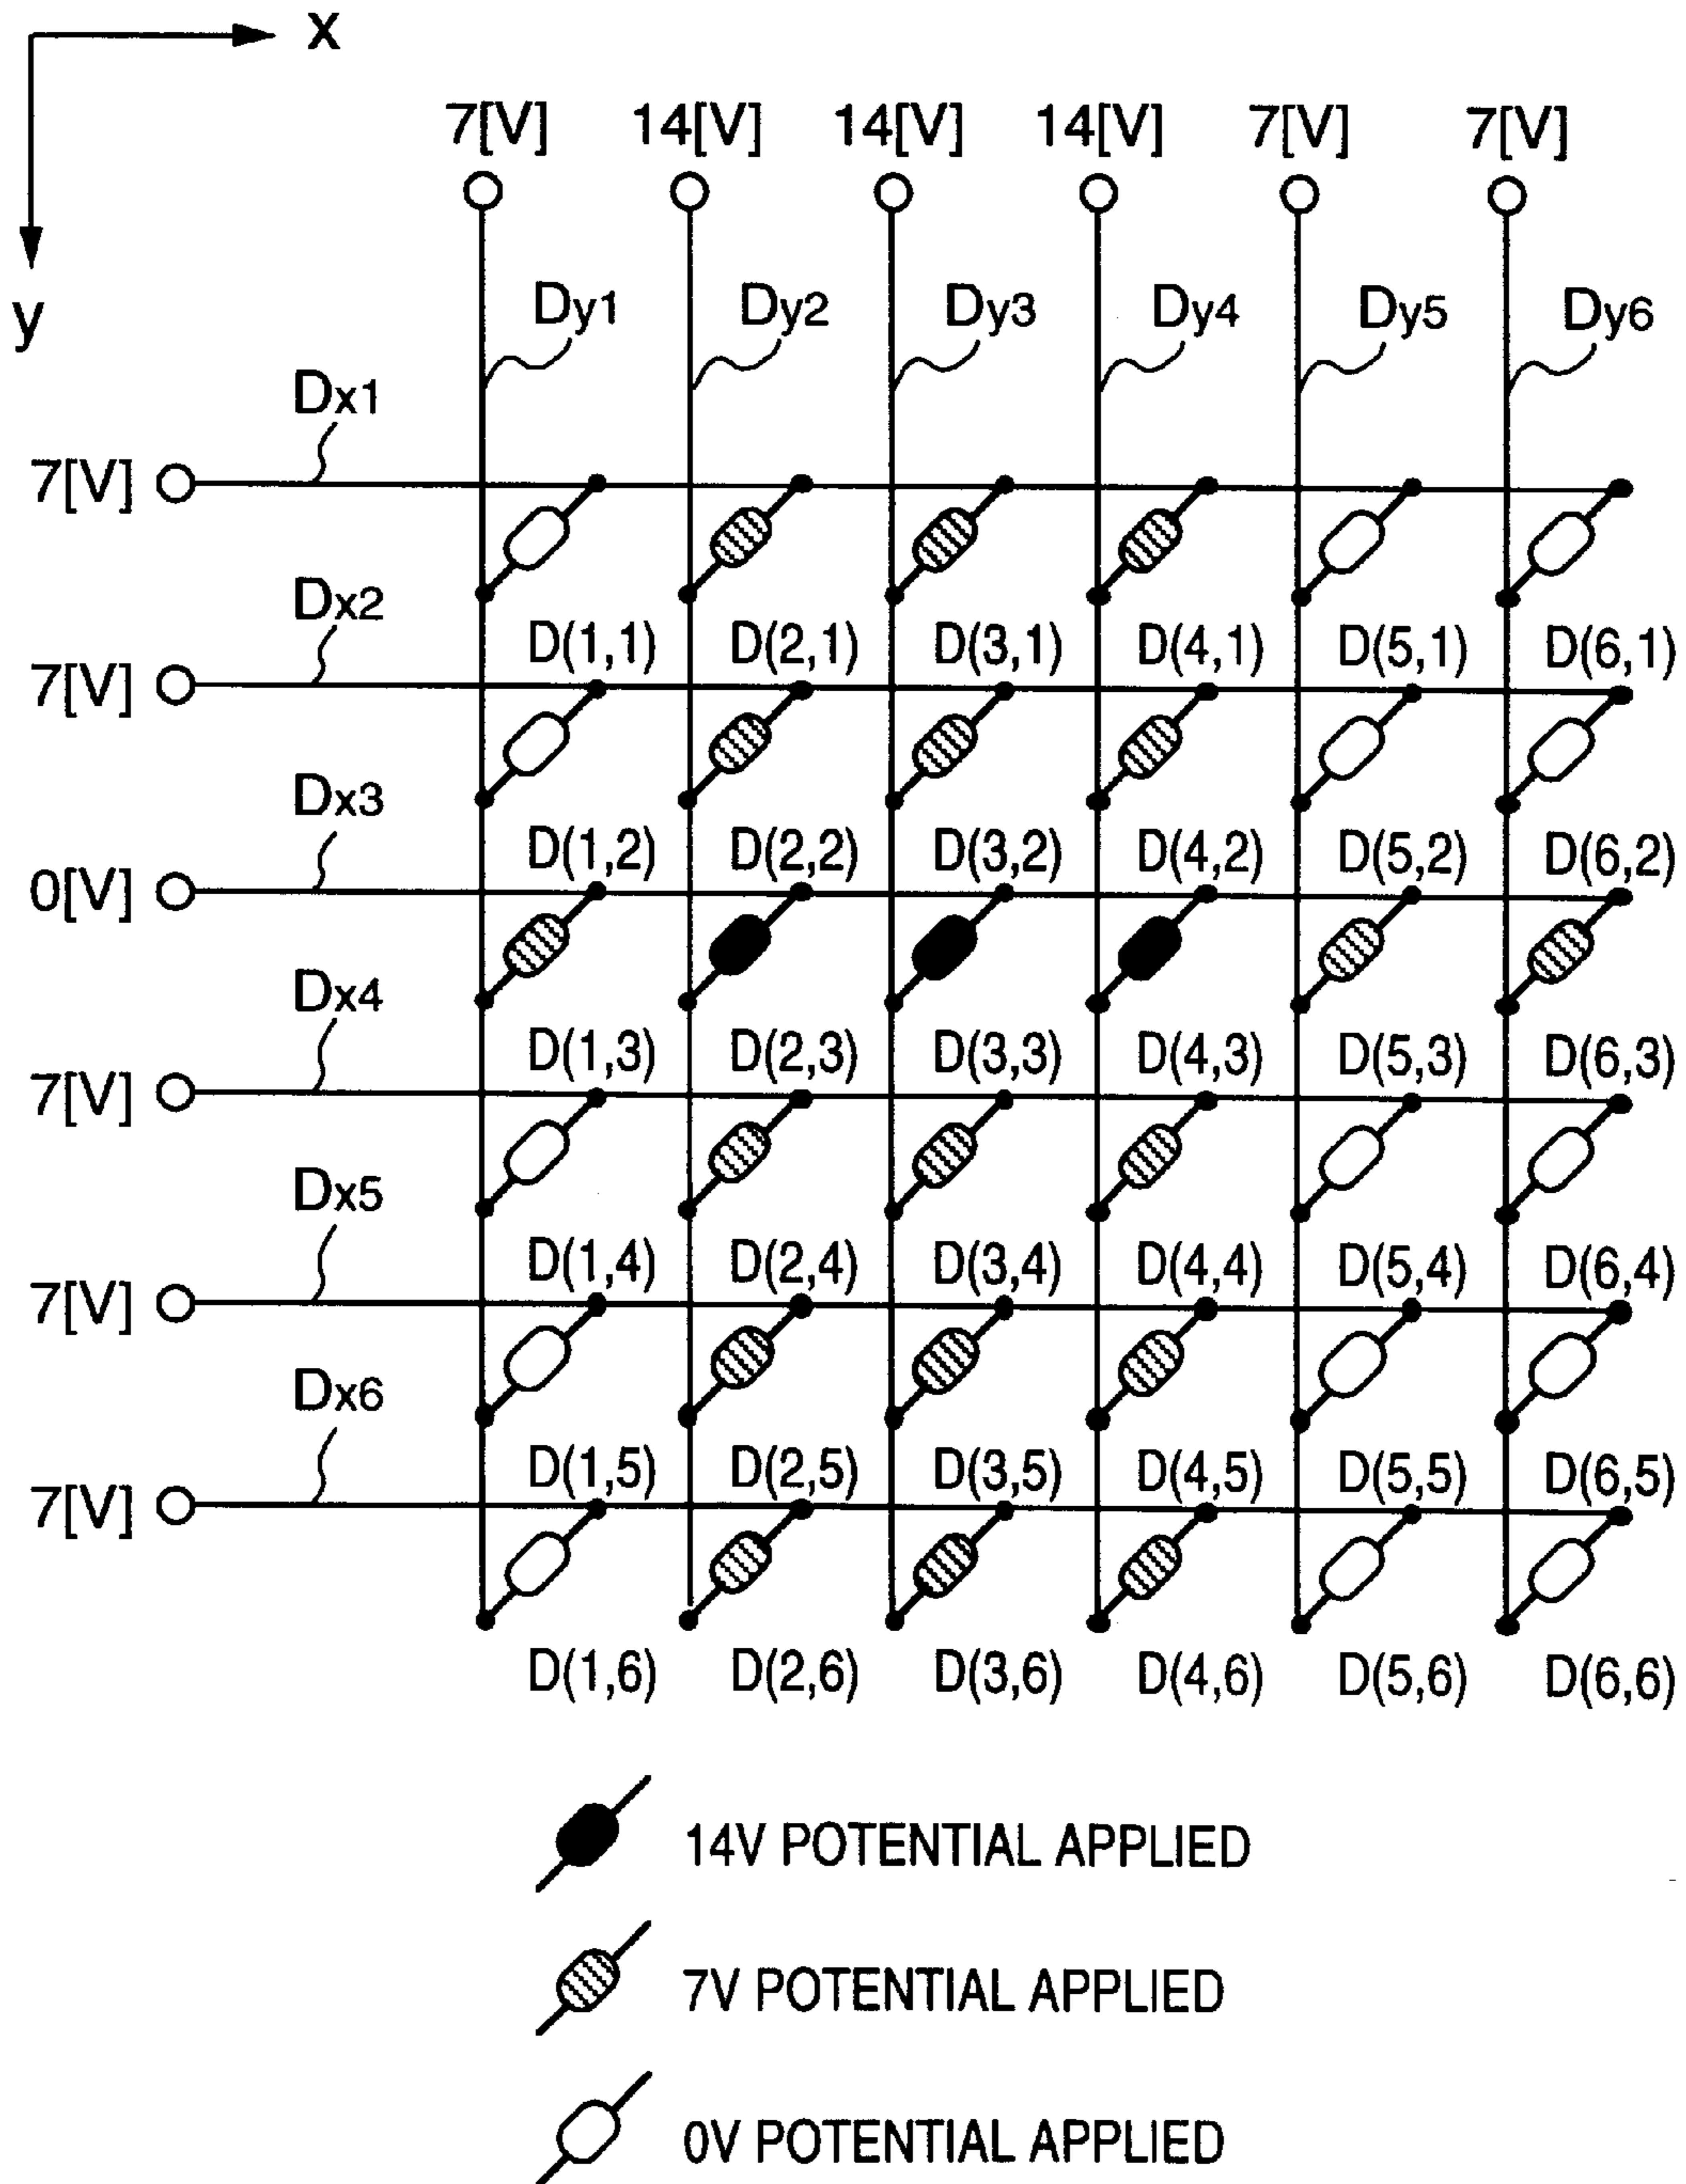 x
y
7[V] 14[V] 14[V] 14[V] 7[V] 7[V]
Dy1 Dy2 Dy3 Dy4 Dy5 Dy6
Dx1
7[V]
Dx2
D(1,1) D(2,1) D(3,1) D(4,1) D(5,1) D(6,1)
7[V]
Dx3
D(1,2) D(2,2) D(3,2) D(4,2) D(5,2) D(6,2)
0[V]
Dx4
D(1,3) D(2,3) D(3,3) D(4,3) D(5,3) D(6,3)
7[V]
Dx5
D(1,4) D(2,4) D(3,4) D(4,4) D(5,4) D(6,4)
7[V]
Dx6
D(1,5) D(2,5) D(3,5) D(4,5) D(5,5) D(6,5)
7[V]
D(1,6) D(2,6) D(3,6) D(4,6) D(5,6) D(6,6)
14V POTENTIAL APPLIED
7V POTENTIAL APPLIED
0V POTENTIAL APPLIED